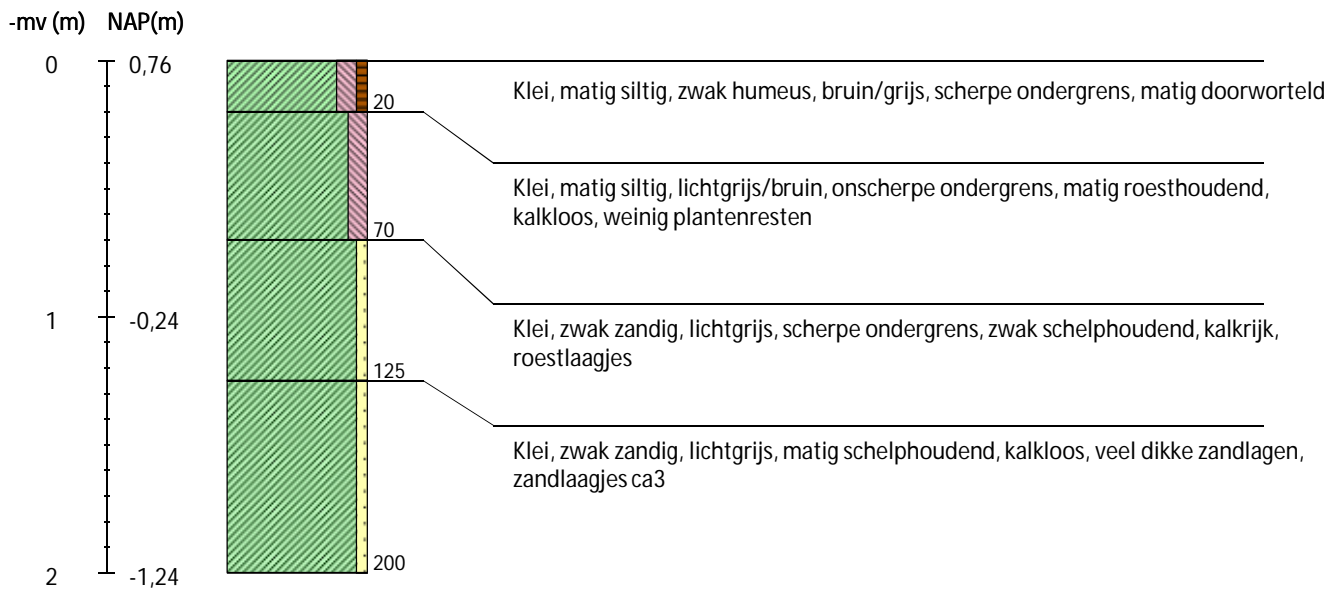 -mv (m) NAP(m)
0 0,76
Klei, matig siltig, zwak humeus, bruin/grijs, scherpe ondergrens, matig doorworteld
20
Klei, matig siltig, lichtgrijs/bruin, onscherpe ondergrens, matig roesthoudend,
kalkloos, weinig plantenresten
70
1 -0,24
Klei, zwak zandig, lichtgrijs, scherpe ondergrens, zwak schelphoudend, kalkrijk,
roestlaagjes
125
Klei, zwak zandig, lichtgrijs, matig schelphoudend, kalkloos, veel dikke zandlagen,
zandlaagjes ca3
200
2 -1,24